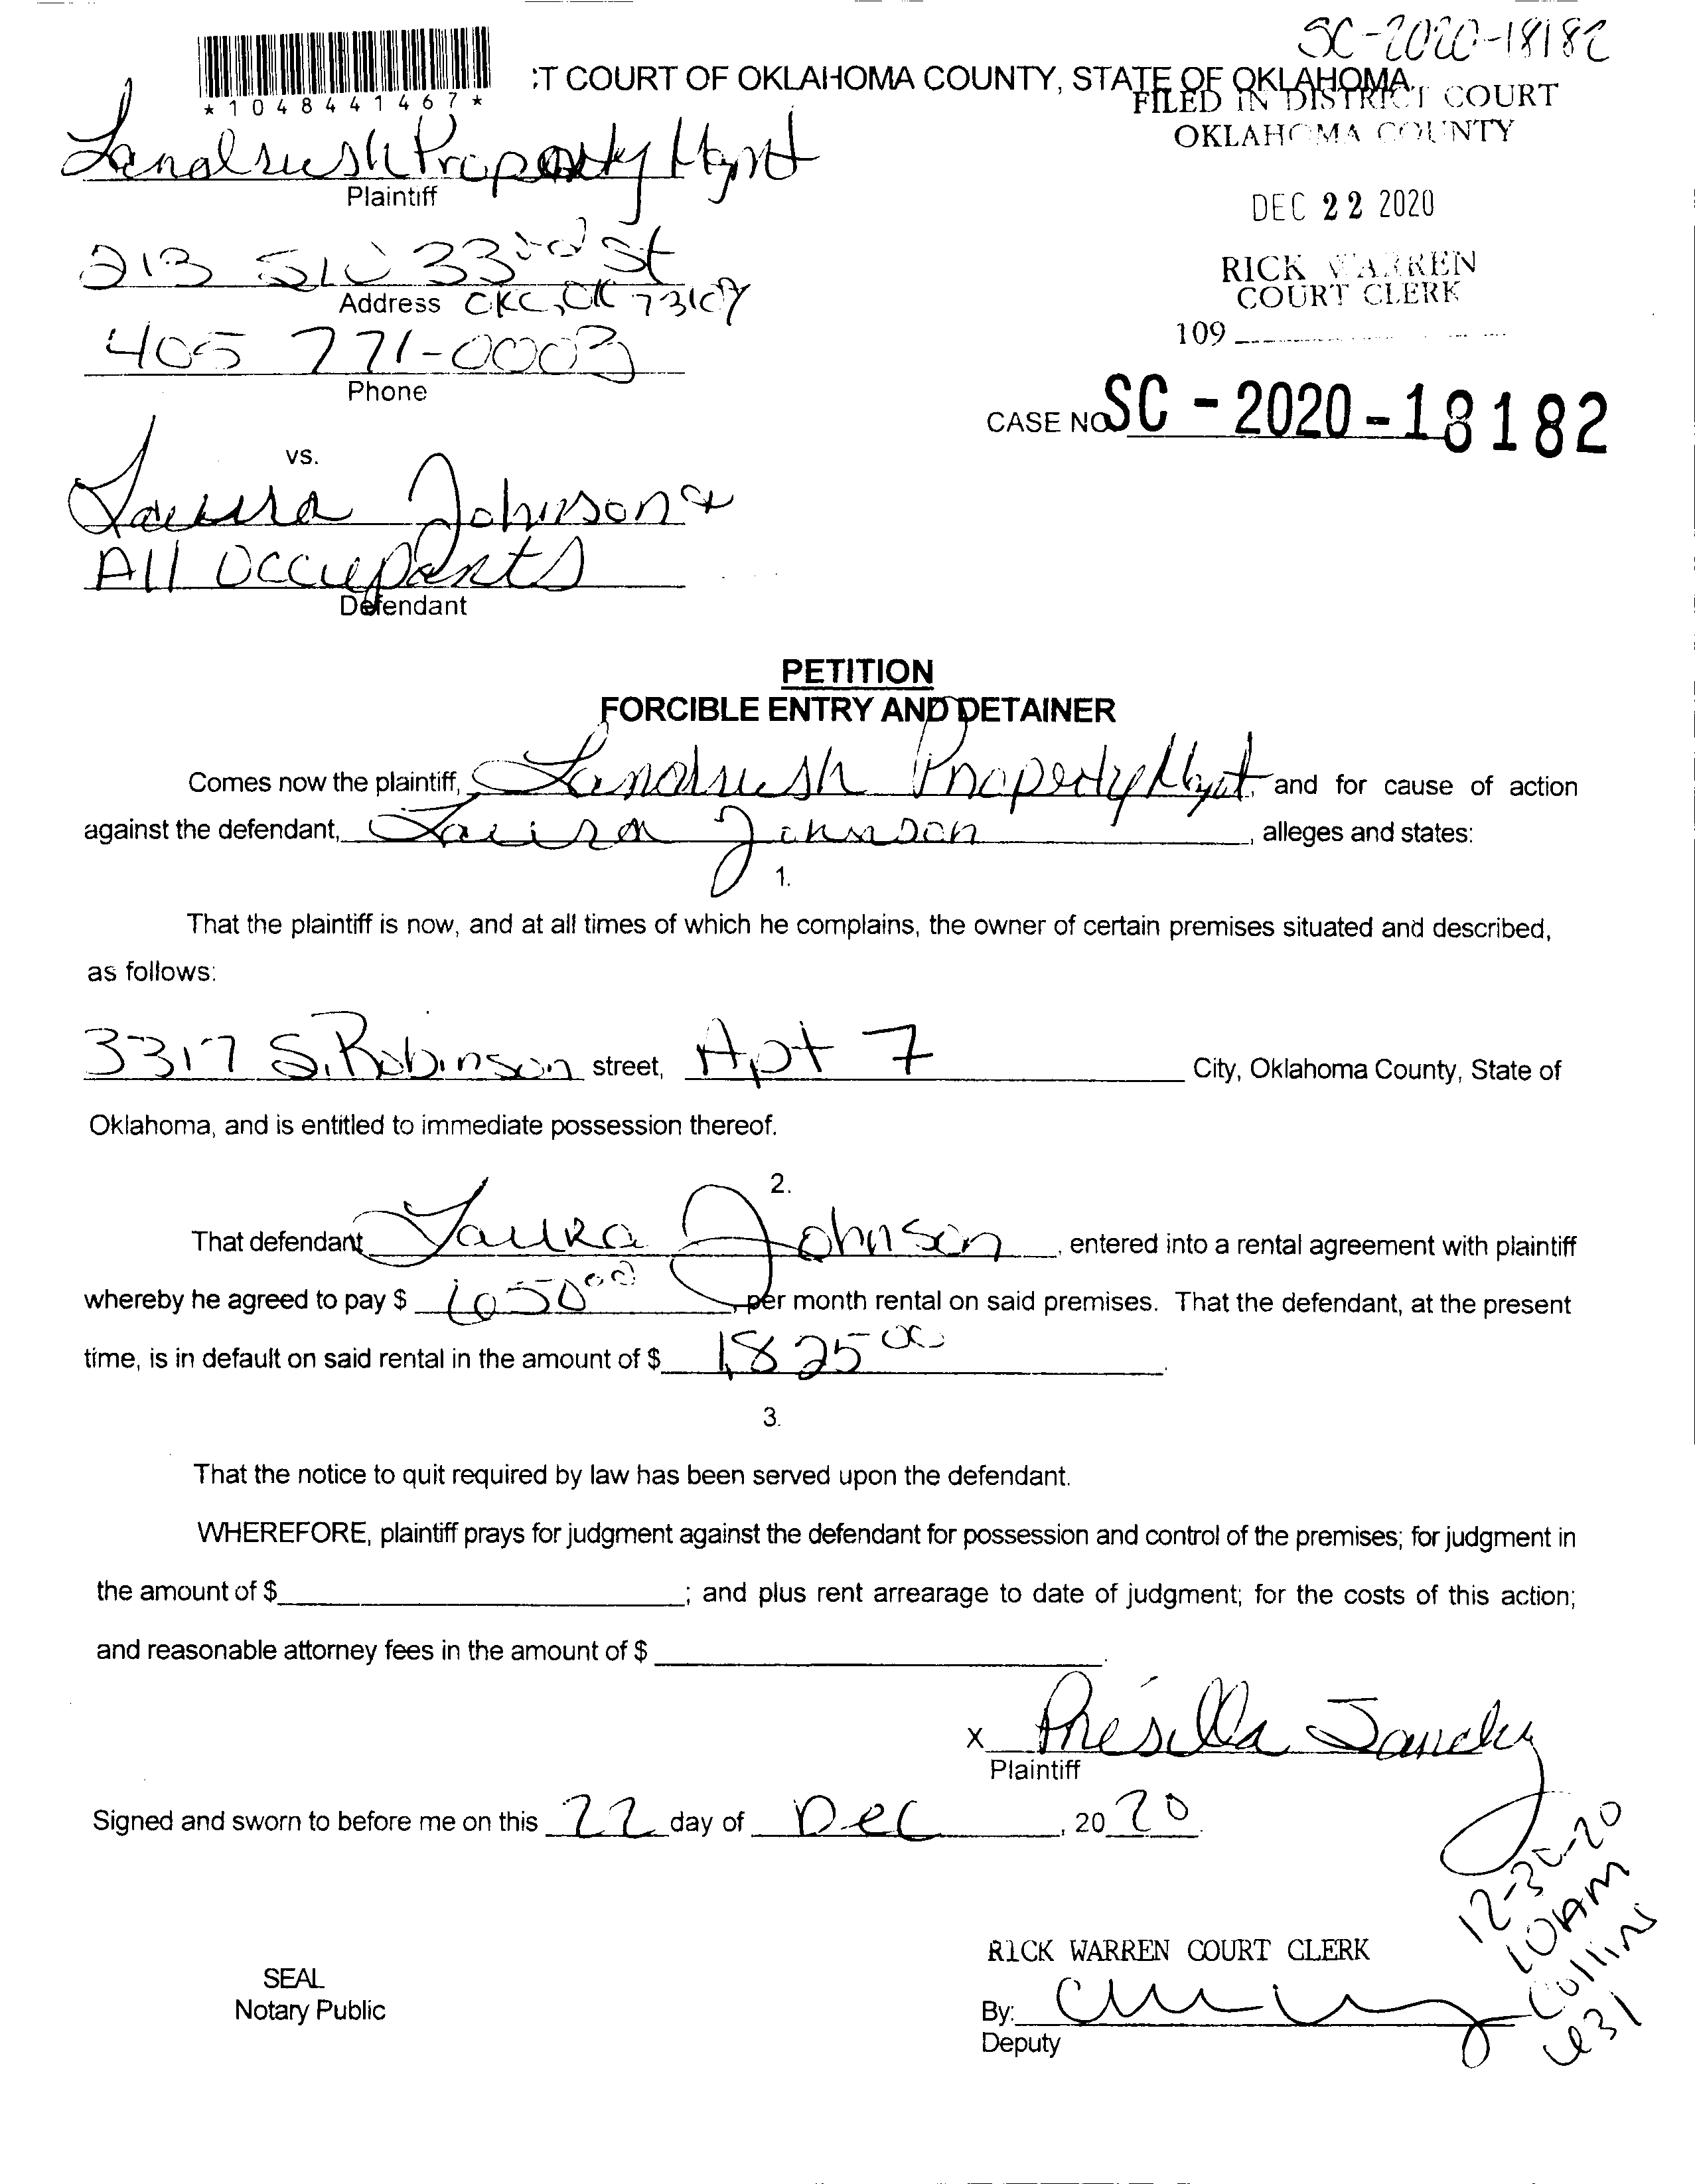 SC-2020-18182
*1048441467*
:T COURT OF OKLAHOMA COUNTY, STATE OF OKLAHOMA
FILED IN DISTRICT COURT
OKLAHOMA COUNTY
DEC 22 2020
RICK WARREN
COURT CLERK
109
Landrush Property Mgmt
Plaintiff
213 SW 33rd St
Address OKC, OK 73109
405 771-0003
Phone
CASE NO. SC-2020-18182
vs.
Laura Johnson &
All Occupants
Defendant
PETITION
FORCIBLE ENTRY AND DETAINER
Comes now the plaintiff, Landrush Property Mgmt, and for cause of action
against the defendant, Laura Johnson, alleges and states:
1.
That the plaintiff is now, and at all times of which he complains, the owner of certain premises situated and described,
as follows:
3317 S. Robinson street, Apt 7 City, Oklahoma County, State of
Oklahoma, and is entitled to immediate possession thereof.
2.
That defendant Laura Johnson, entered into a rental agreement with plaintiff
whereby he agreed to pay $ 650 00, per month rental on said premises. That the defendant, at the present
time, is in default on said rental in the amount of $ 1,825 00.
3.
That the notice to quit required by law has been served upon the defendant.
WHEREFORE, plaintiff prays for judgment against the defendant for possession and control of the premises; for judgment in
the amount of $ ; and plus rent arrearage to date of judgment; for the costs of this action;
and reasonable attorney fees in the amount of $ .
x Presilla
Plaintiff
Signed and sworn to before me on this 22 day of Dec, 2020.
12-30-20
10AM
Collins
431
RICK WARREN COURT CLERK
SEAL
Notary Public
By:
Deputy